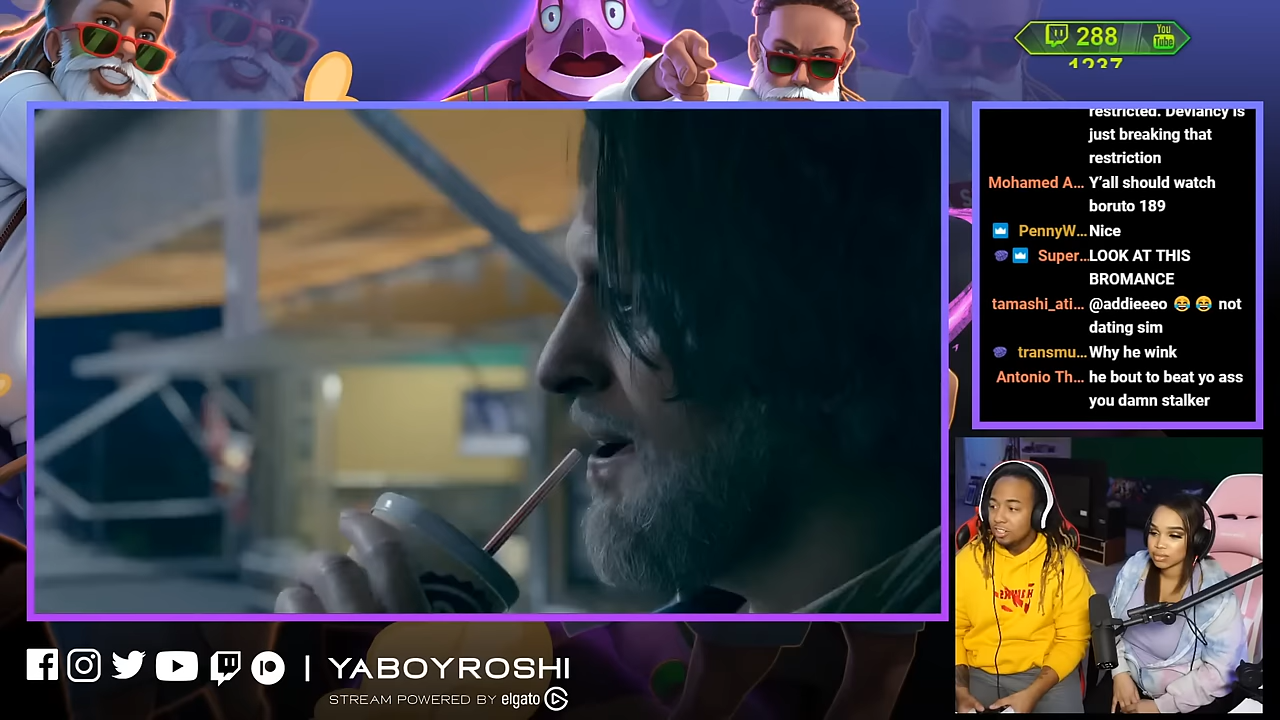 288
You
Tube
1237
restricted. Deviancy is
just breaking that
restriction
Mohamed A... Y'all should watch
boruto 189
PennyW... Nice
Super.. LOOK AT THIS
BROMANCE
tamashi_ati... @addieeeo 😂 😂 not
dating sim
transmu... Why he wink
Antonio Th... he bout to beat yo ass
you damn stalker
| YABOYROSHI
STREAM POWERED BY elgato